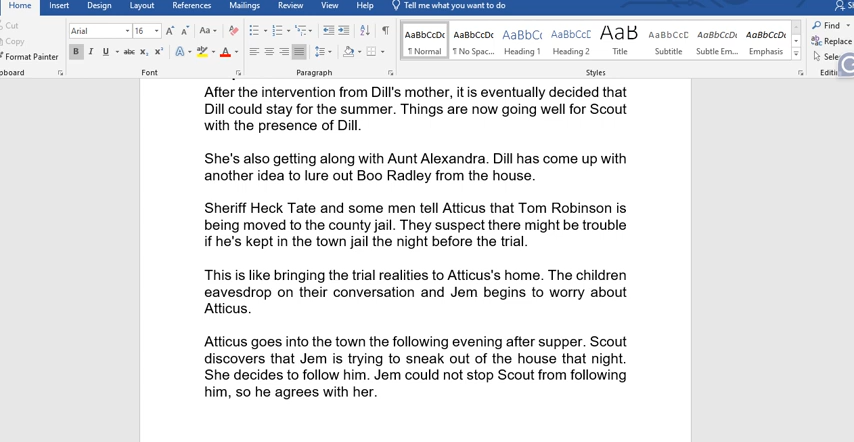 Home Insert Design Layout References Mailings Review View Help Tell me what you want to do
Cut
Copy
Format Painter
Arial 16 Aa
B I U abc x₂ x² A A
Font Paragraph Styles
AaBbCcDc AaBbCcDc AaBbCc AaBbCcE AaB AaBbCcE AaBbCcDc AaBbCcDc
¶ Normal ¶ No Spac... Heading 1 Heading 2 Title Subtitle Subtle Em... Emphasis
Find
Replace
After the intervention from Dill's mother, it is eventually decided that
Dill could stay for the summer. Things are now going well for Scout
with the presence of Dill.
She's also getting along with Aunt Alexandra. Dill has come up with
another idea to lure out Boo Radley from the house.
Sheriff Heck Tate and some men tell Atticus that Tom Robinson is
being moved to the county jail. They suspect there might be trouble
if he's kept in the town jail the night before the trial.
This is like bringing the trial realities to Atticus's home. The children
eavesdrop on their conversation and Jem begins to worry about
Atticus.
Atticus goes into the town the following evening after supper. Scout
discovers that Jem is trying to sneak out of the house that night.
She decides to follow him. Jem could not stop Scout from following
him, so he agrees with her.